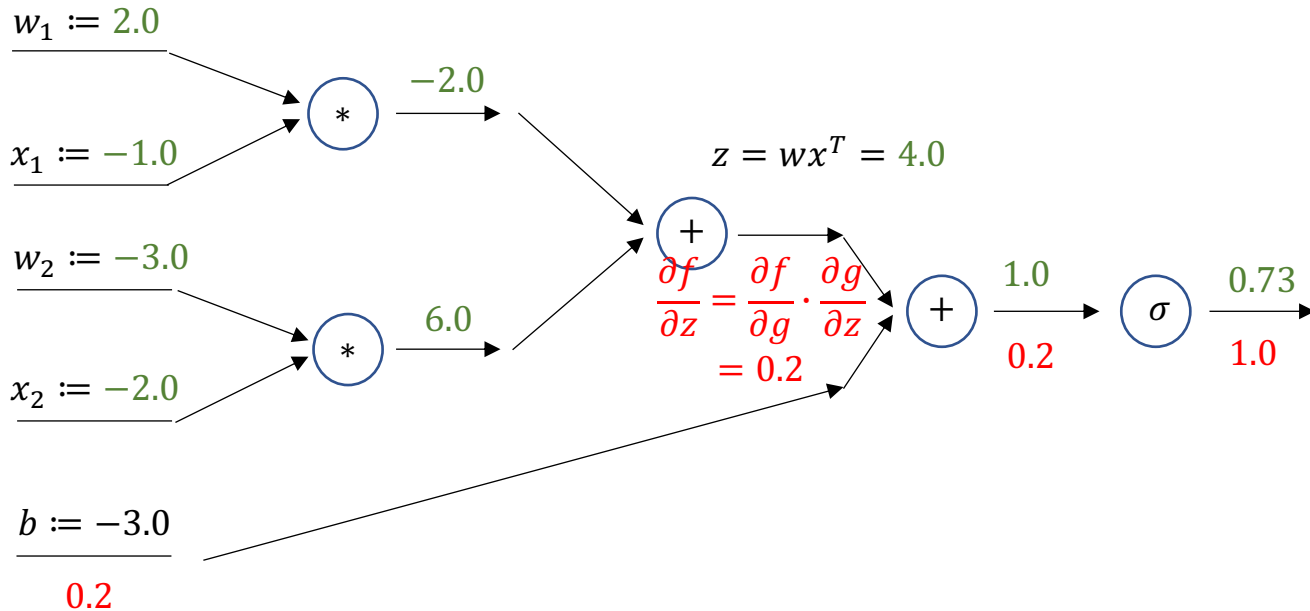 w₁ ≔ 2.0
−2.0
*
x₁ ≔ −1.0
z = wxᵀ = 4.0
w₂ ≔ −3.0
+
∂f/∂z = ∂f/∂g · ∂g/∂z
= 0.2
6.0
*
x₂ ≔ −2.0
1.0
+
0.2
σ
0.73
1.0
b ≔ −3.0
0.2